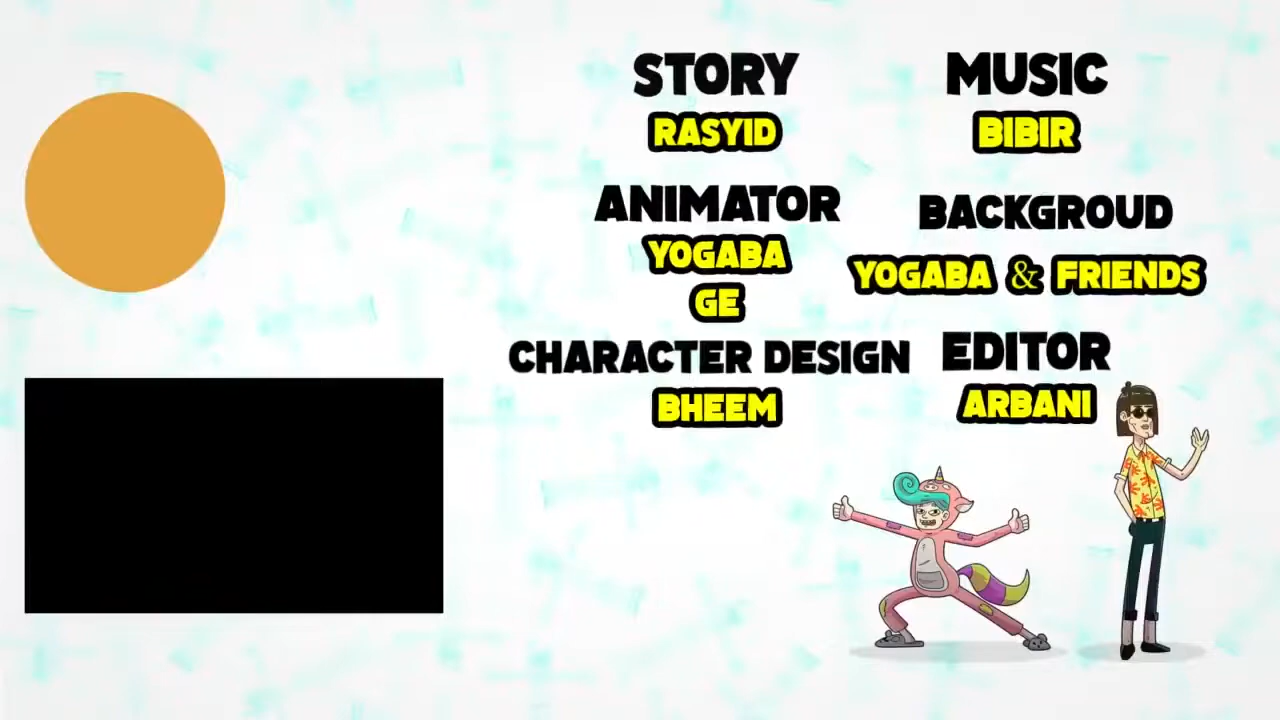 STORY
RASYID
ANIMATOR
YOGABA
GE
CHARACTER DESIGN
BHEEM
MUSIC
BIBIR
BACKGROUD
YOGABA & FRIENDS
EDITOR
ARBANI